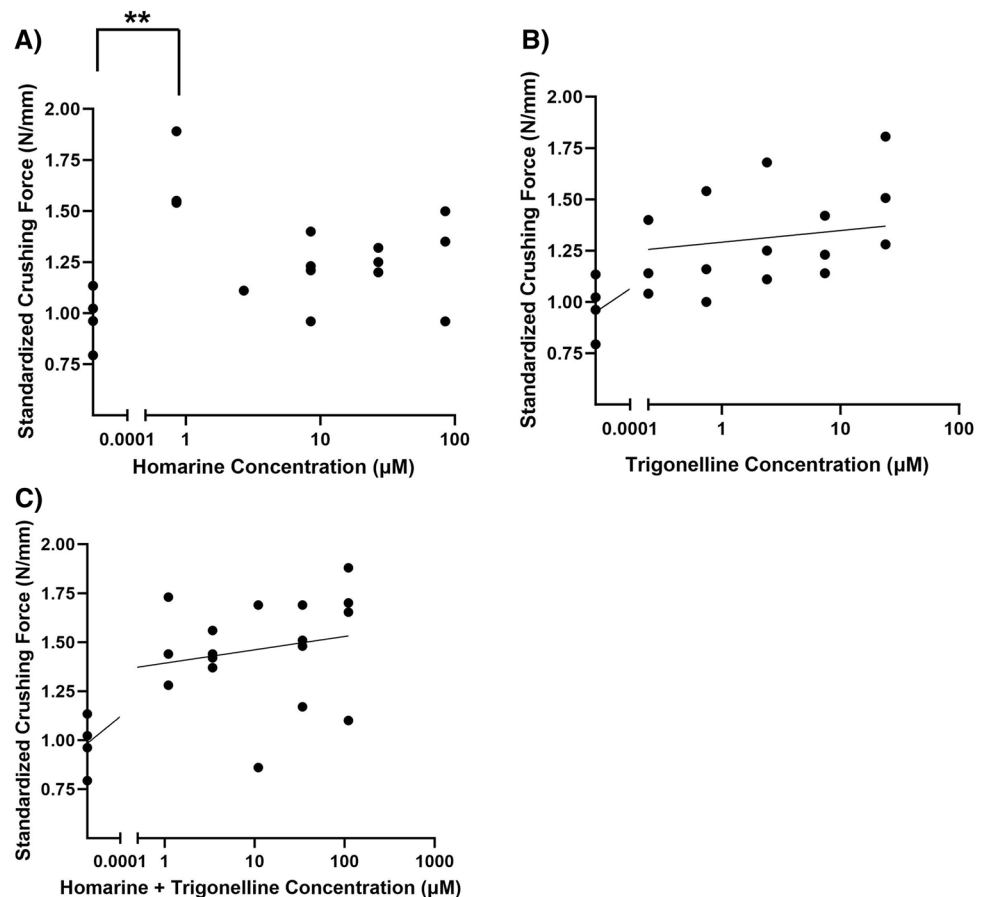 A)
**
Standardized Crushing Force (N/mm)
2.00
1.75
1.50
1.25
1.00
0.75
0.0001 1 10 100
Homarine Concentration (µM)
B)
Standardized Crushing Force (N/mm)
2.00
1.75
1.50
1.25
1.00
0.75
0.0001 1 10 100
Trigonelline Concentration (µM)
C)
Standardized Crushing Force (N/mm)
2.00
1.75
1.50
1.25
1.00
0.75
0.0001 1 10 100 1000
Homarine + Trigonelline Concentration (µM)